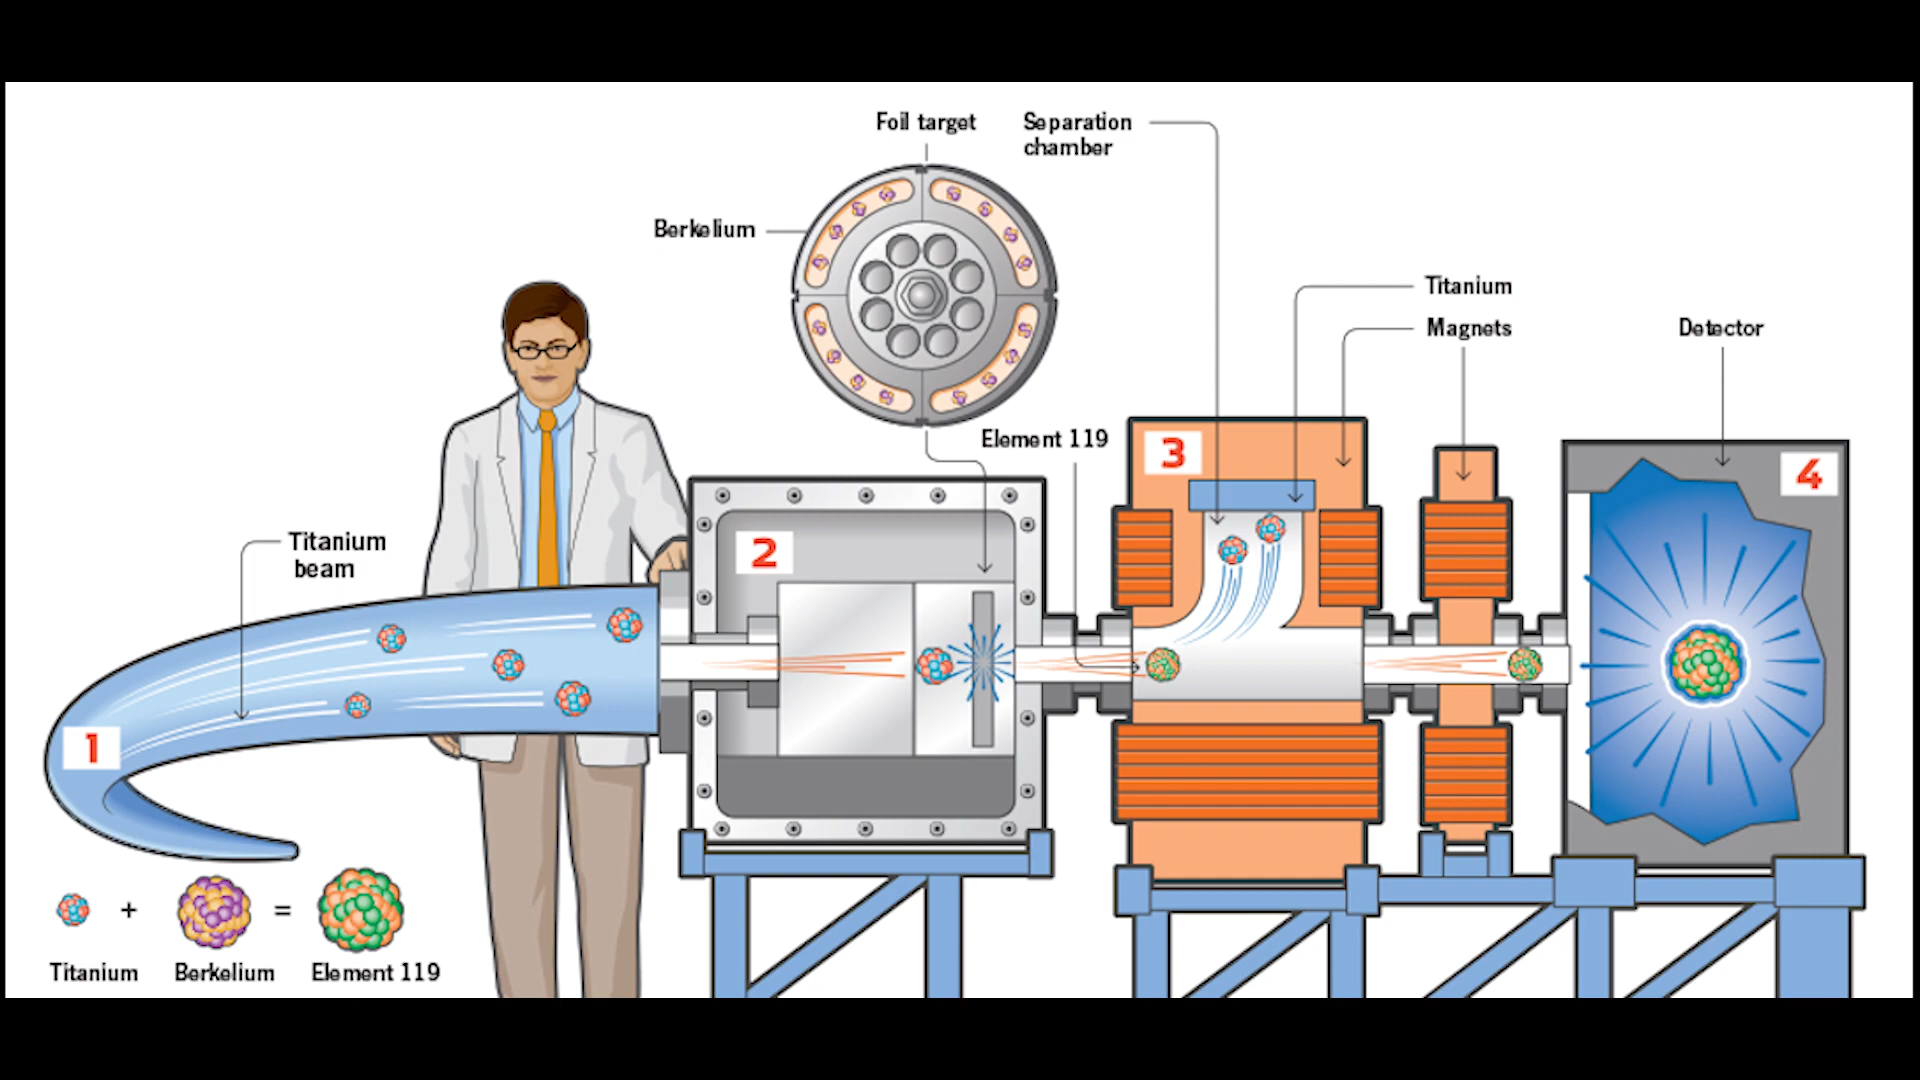 Foil target
Separation
chamber
Berkelium
Titanium
Magnets
Detector
Element 119
3
4
2
Titanium
beam
1
+
=
Titanium
Berkelium
Element 119